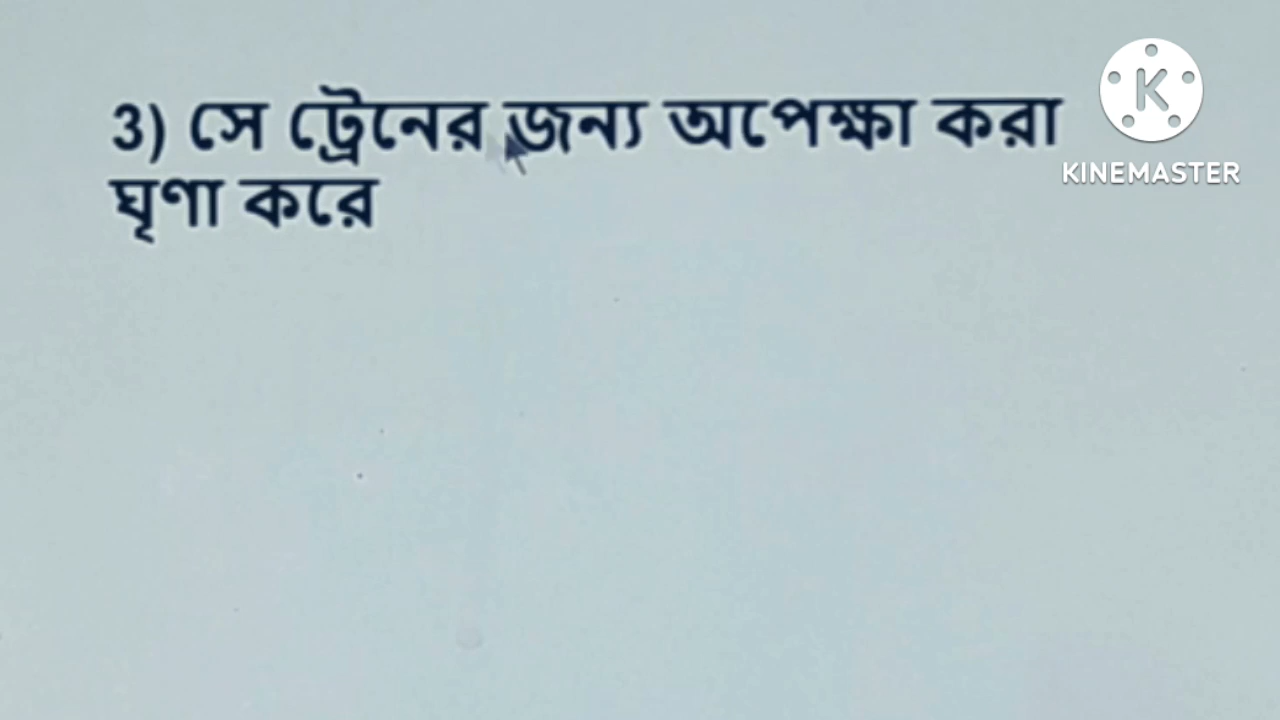 3) সে ট্রেনের জন্য অপেক্ষা করা
ঘৃণা করে
K
KINEMASTER